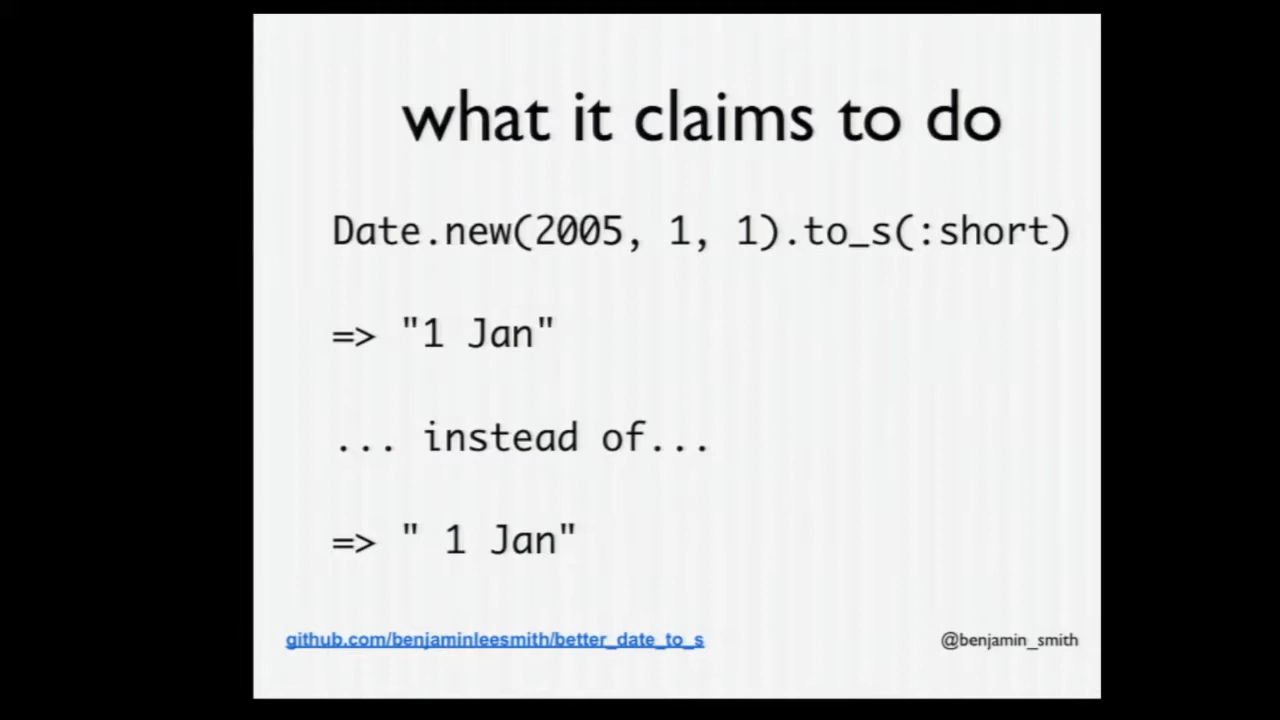 what it claims to do
Date.new(2005, 1, 1).to_s(:short)
=> "1 Jan"
... instead of...
=> " 1 Jan"
github.com/benjaminleesmith/better_date_to_s
@benjamin_smith